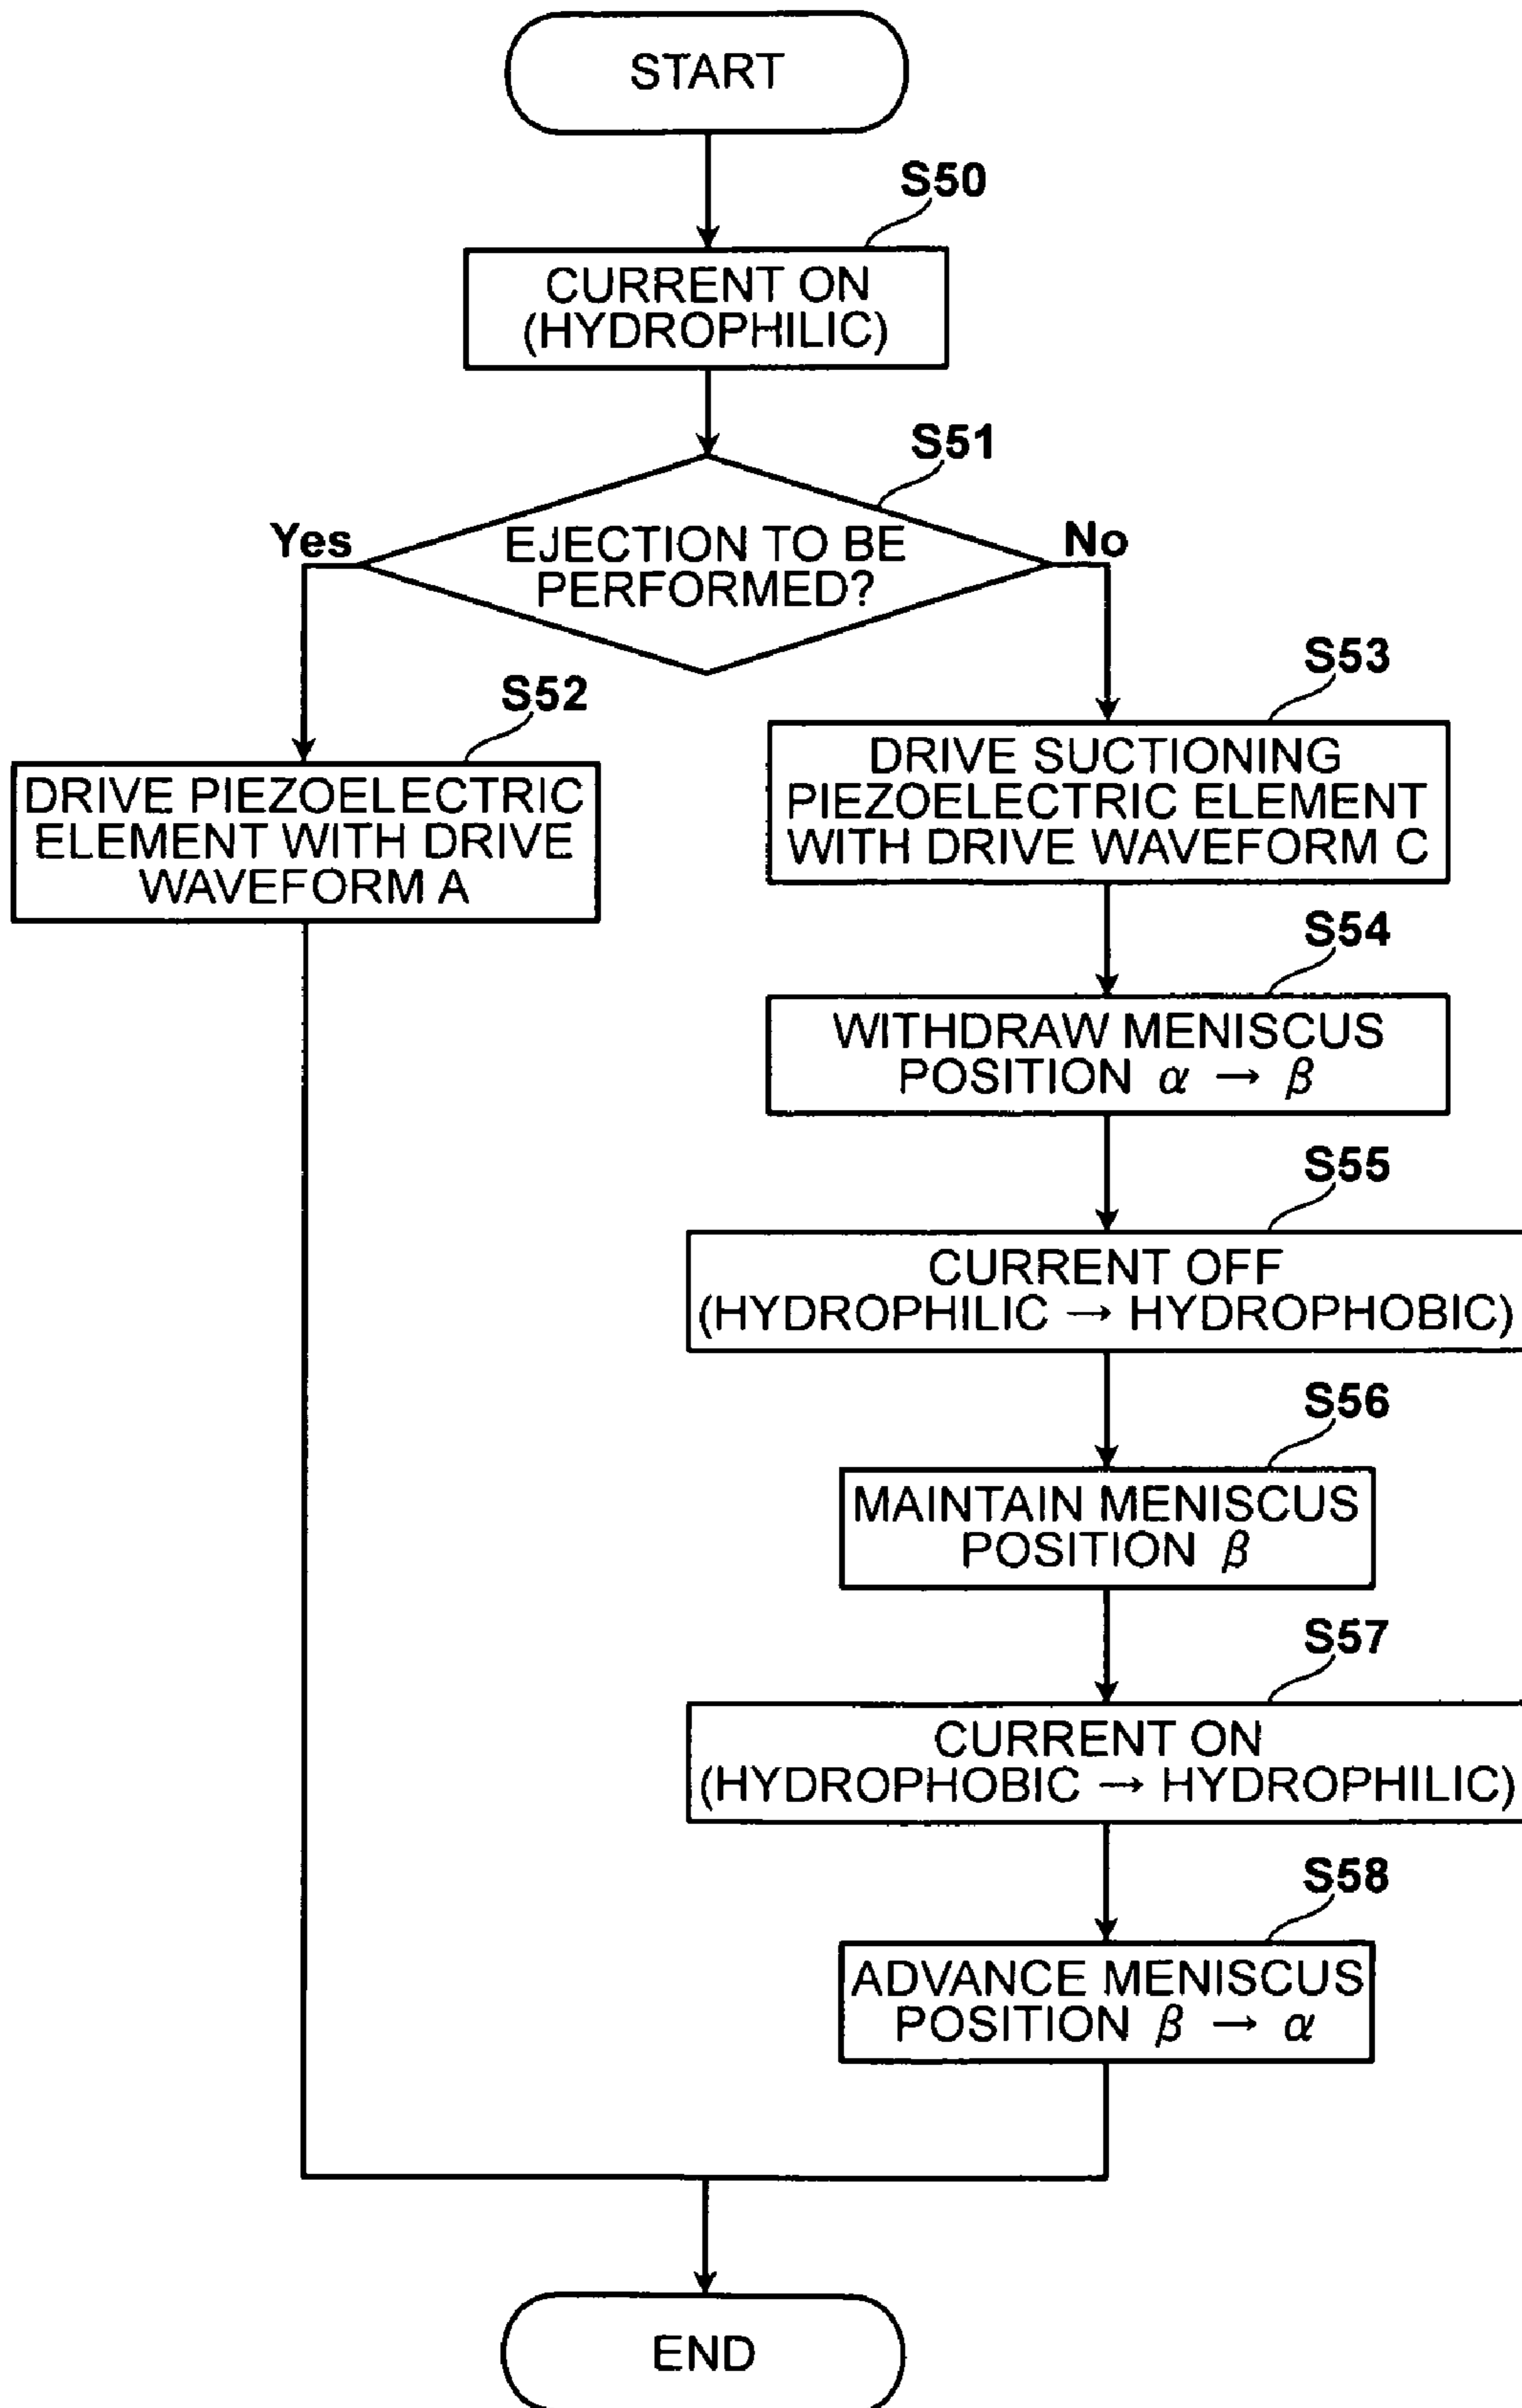 START
S50
CURRENT ON
(HYDROPHILIC)
S51
EJECTION TO BE
PERFORMED?
Yes
No
S52
DRIVE PIEZOELECTRIC
ELEMENT WITH DRIVE
WAVEFORM A
S53
DRIVE SUCTIONING
PIEZOELECTRIC ELEMENT
WITH DRIVE WAVEFORM C
S54
WITHDRAW MENISCUS
POSITION α → β
S55
CURRENT OFF
(HYDROPHILIC → HYDROPHOBIC)
S56
MAINTAIN MENISCUS
POSITION β
S57
CURRENT ON
(HYDROPHOBIC → HYDROPHILIC)
S58
ADVANCE MENISCUS
POSITION β → α
END